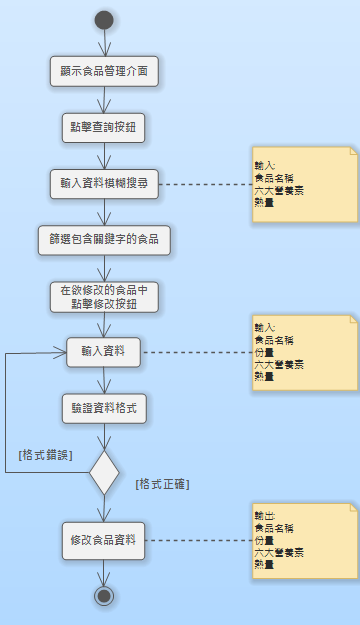 顯示食品管理介面
點擊查詢按鈕
輸入資料模糊搜尋
輸入:
食品名稱
六大營養素
熱量
篩選包含關鍵字的食品
在欲修改的食品中
點擊修改按鈕
輸入資料
輸入:
食品名稱
份量
六大營養素
熱量
驗證資料格式
[格式錯誤]
[格式正確]
修改食品資料
輸出:
食品名稱
份量
六大營養素
熱量